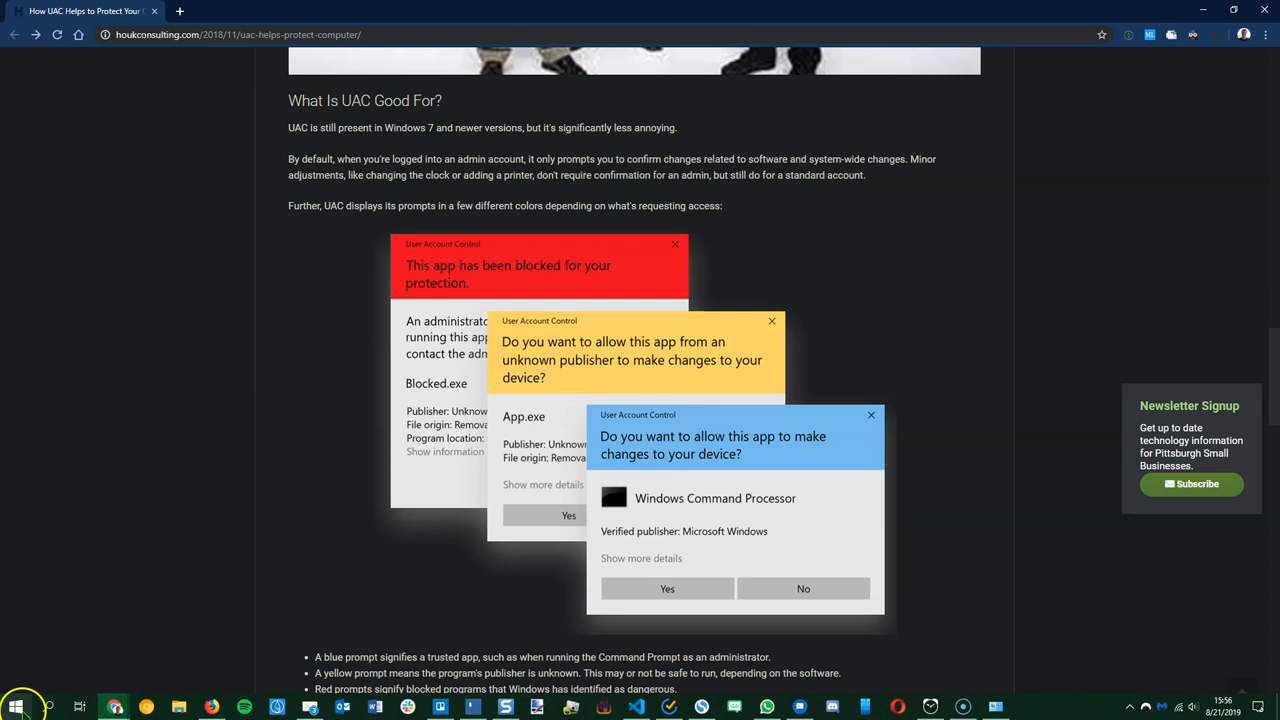 How UAC Helps to Protect Your C
houkconsulting.com/2018/11/uac-helps-protect-computer/
What Is UAC Good For?
UAC is still present in Windows 7 and newer versions, but it's significantly less annoying.
By default, when you're logged into an admin account, it only prompts you to confirm changes related to software and system-wide changes. Minor
adjustments, like changing the clock or adding a printer, don't require confirmation for an admin, but still do for a standard account.
Further, UAC displays its prompts in a few different colors depending on what's requesting access:
User Account Control
This app has been blocked for your
protection.
An administrato
running this app
contact the adm
Blocked.exe
Publisher: Unknow
File origin: Remova
Program location:
Show information
User Account Control
Do you want to allow this app from an
unknown publisher to make changes to your
device?
App.exe
Publisher: Unknow
File origin: Remova
Show more details
Yes
User Account Control
Do you want to allow this app to make
changes to your device?
Windows Command Processor
Verified publisher: Microsoft Windows
Show more details
Yes No
Newsletter Signup
Get up to date
technology information
for Pittsburgh Small
Businesses.
Subscribe
A blue prompt signifies a trusted app, such as when running the Command Prompt as an administrator.
A yellow prompt means the program's publisher is unknown. This may or not be safe to run, depending on the software.
Red prompts signify blocked programs that Windows has identified as dangerous.
15:56
8/21/2019